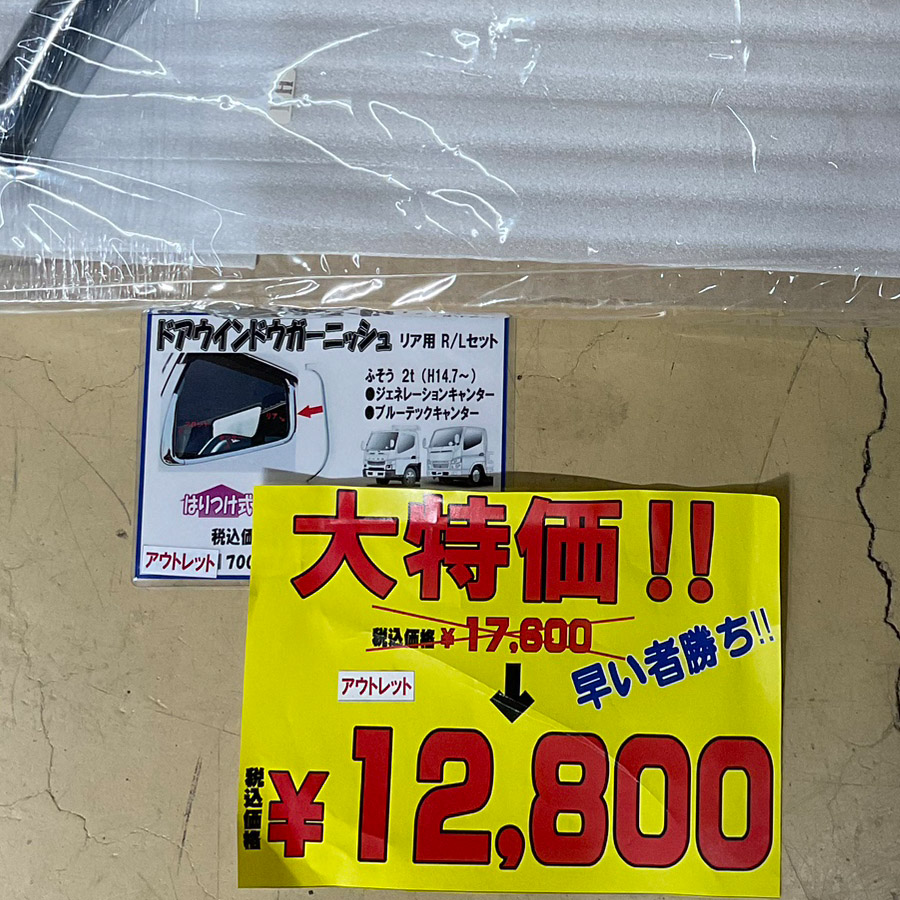 ドアウインドウガーニッシュ リア用 R/Lセット
ふそう 2t (H14.7〜)
●ジェネレーションキャンター
●ブルーテックキャンター
はりつけ式
税込価
アウトレット
大特価!!
税込価格¥17,600
早い者勝ち!!
アウトレット
↓
税込価格¥12,800